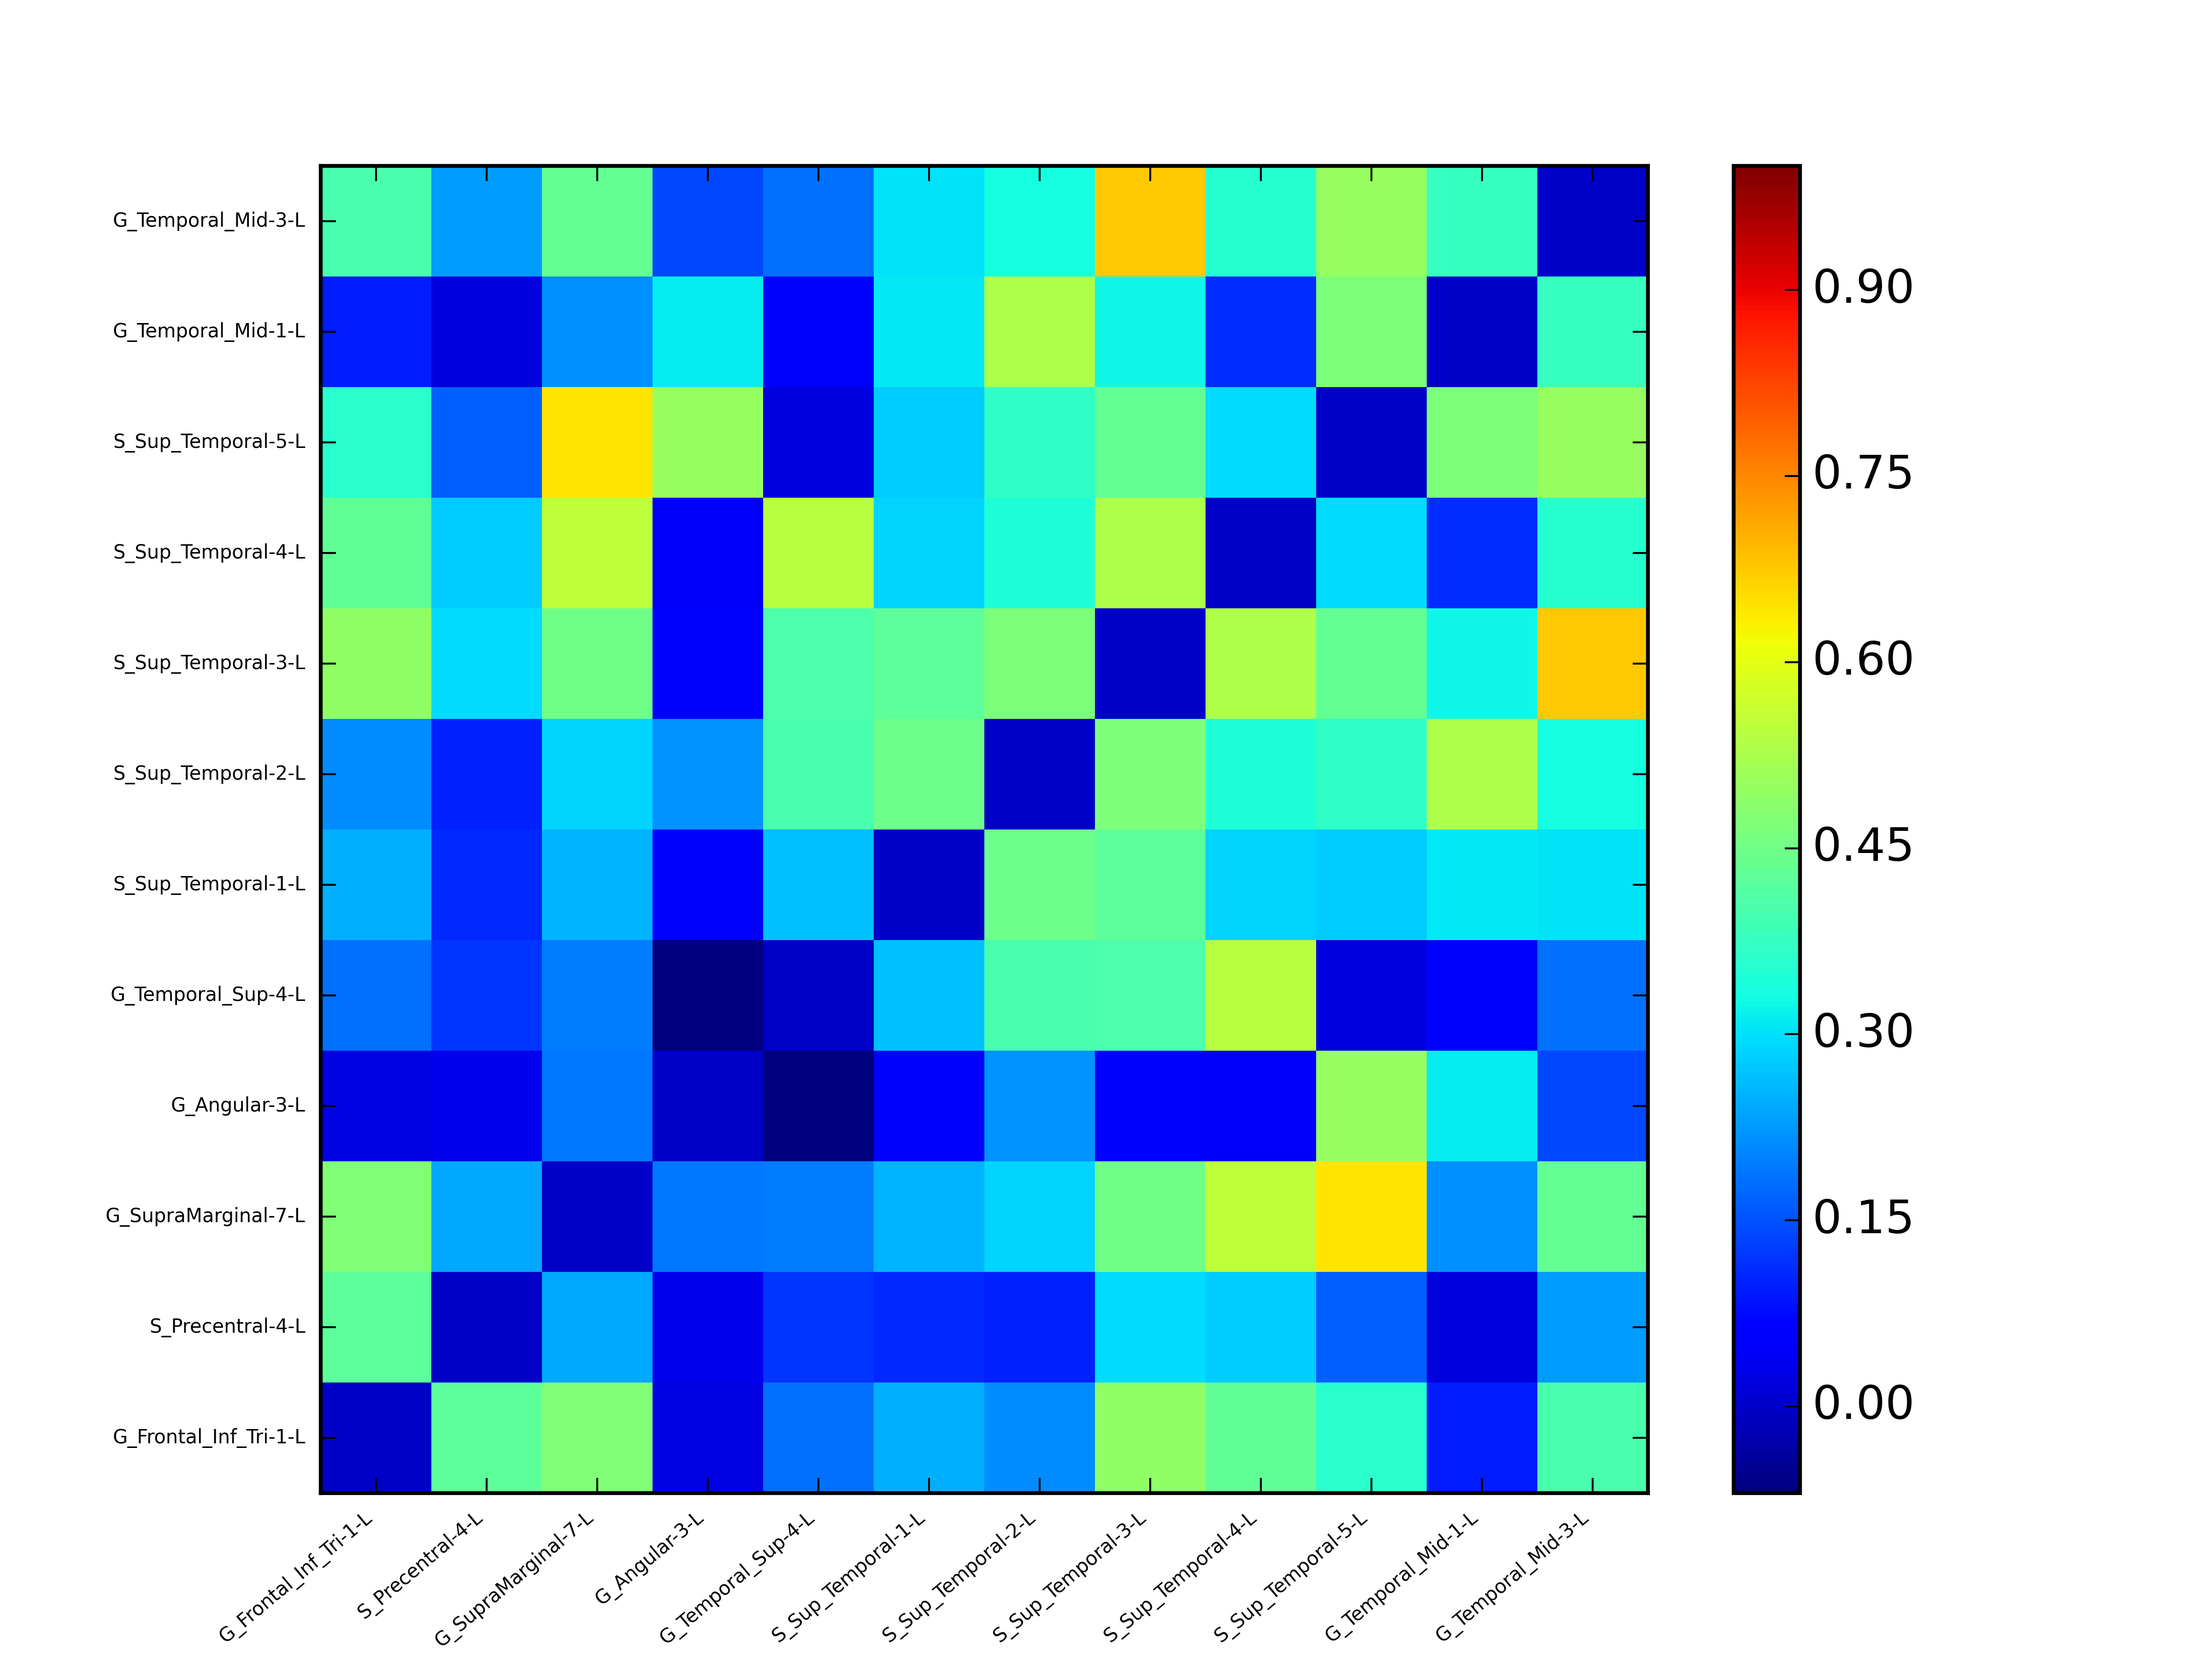 G_Temporal_Mid-3-L
G_Temporal_Mid-1-L
S_Sup_Temporal-5-L
S_Sup_Temporal-4-L
S_Sup_Temporal-3-L
S_Sup_Temporal-2-L
S_Sup_Temporal-1-L
G_Temporal_Sup-4-L
G_Angular-3-L
G_SupraMarginal-7-L
S_Precentral-4-L
G_Frontal_Inf_Tri-1-L
G_Frontal_Inf_Tri-1-L
S_Precentral-4-L
G_SupraMarginal-7-L
G_Angular-3-L
G_Temporal_Sup-4-L
S_Sup_Temporal-1-L
S_Sup_Temporal-2-L
S_Sup_Temporal-3-L
S_Sup_Temporal-4-L
S_Sup_Temporal-5-L
G_Temporal_Mid-1-L
G_Temporal_Mid-3-L
0.90
0.75
0.60
0.45
0.30
0.15
0.00